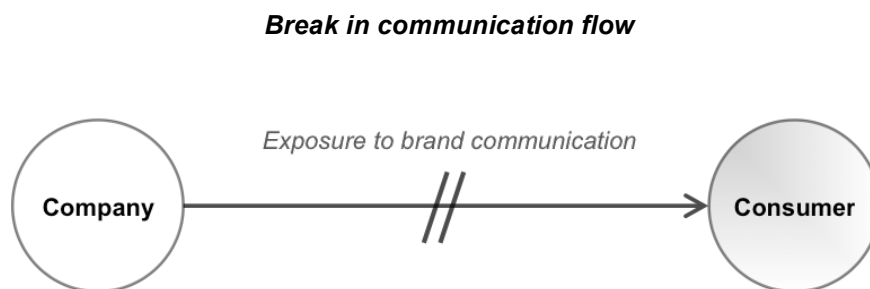 Break in communication flow
Exposure to brand communication
Company
Consumer